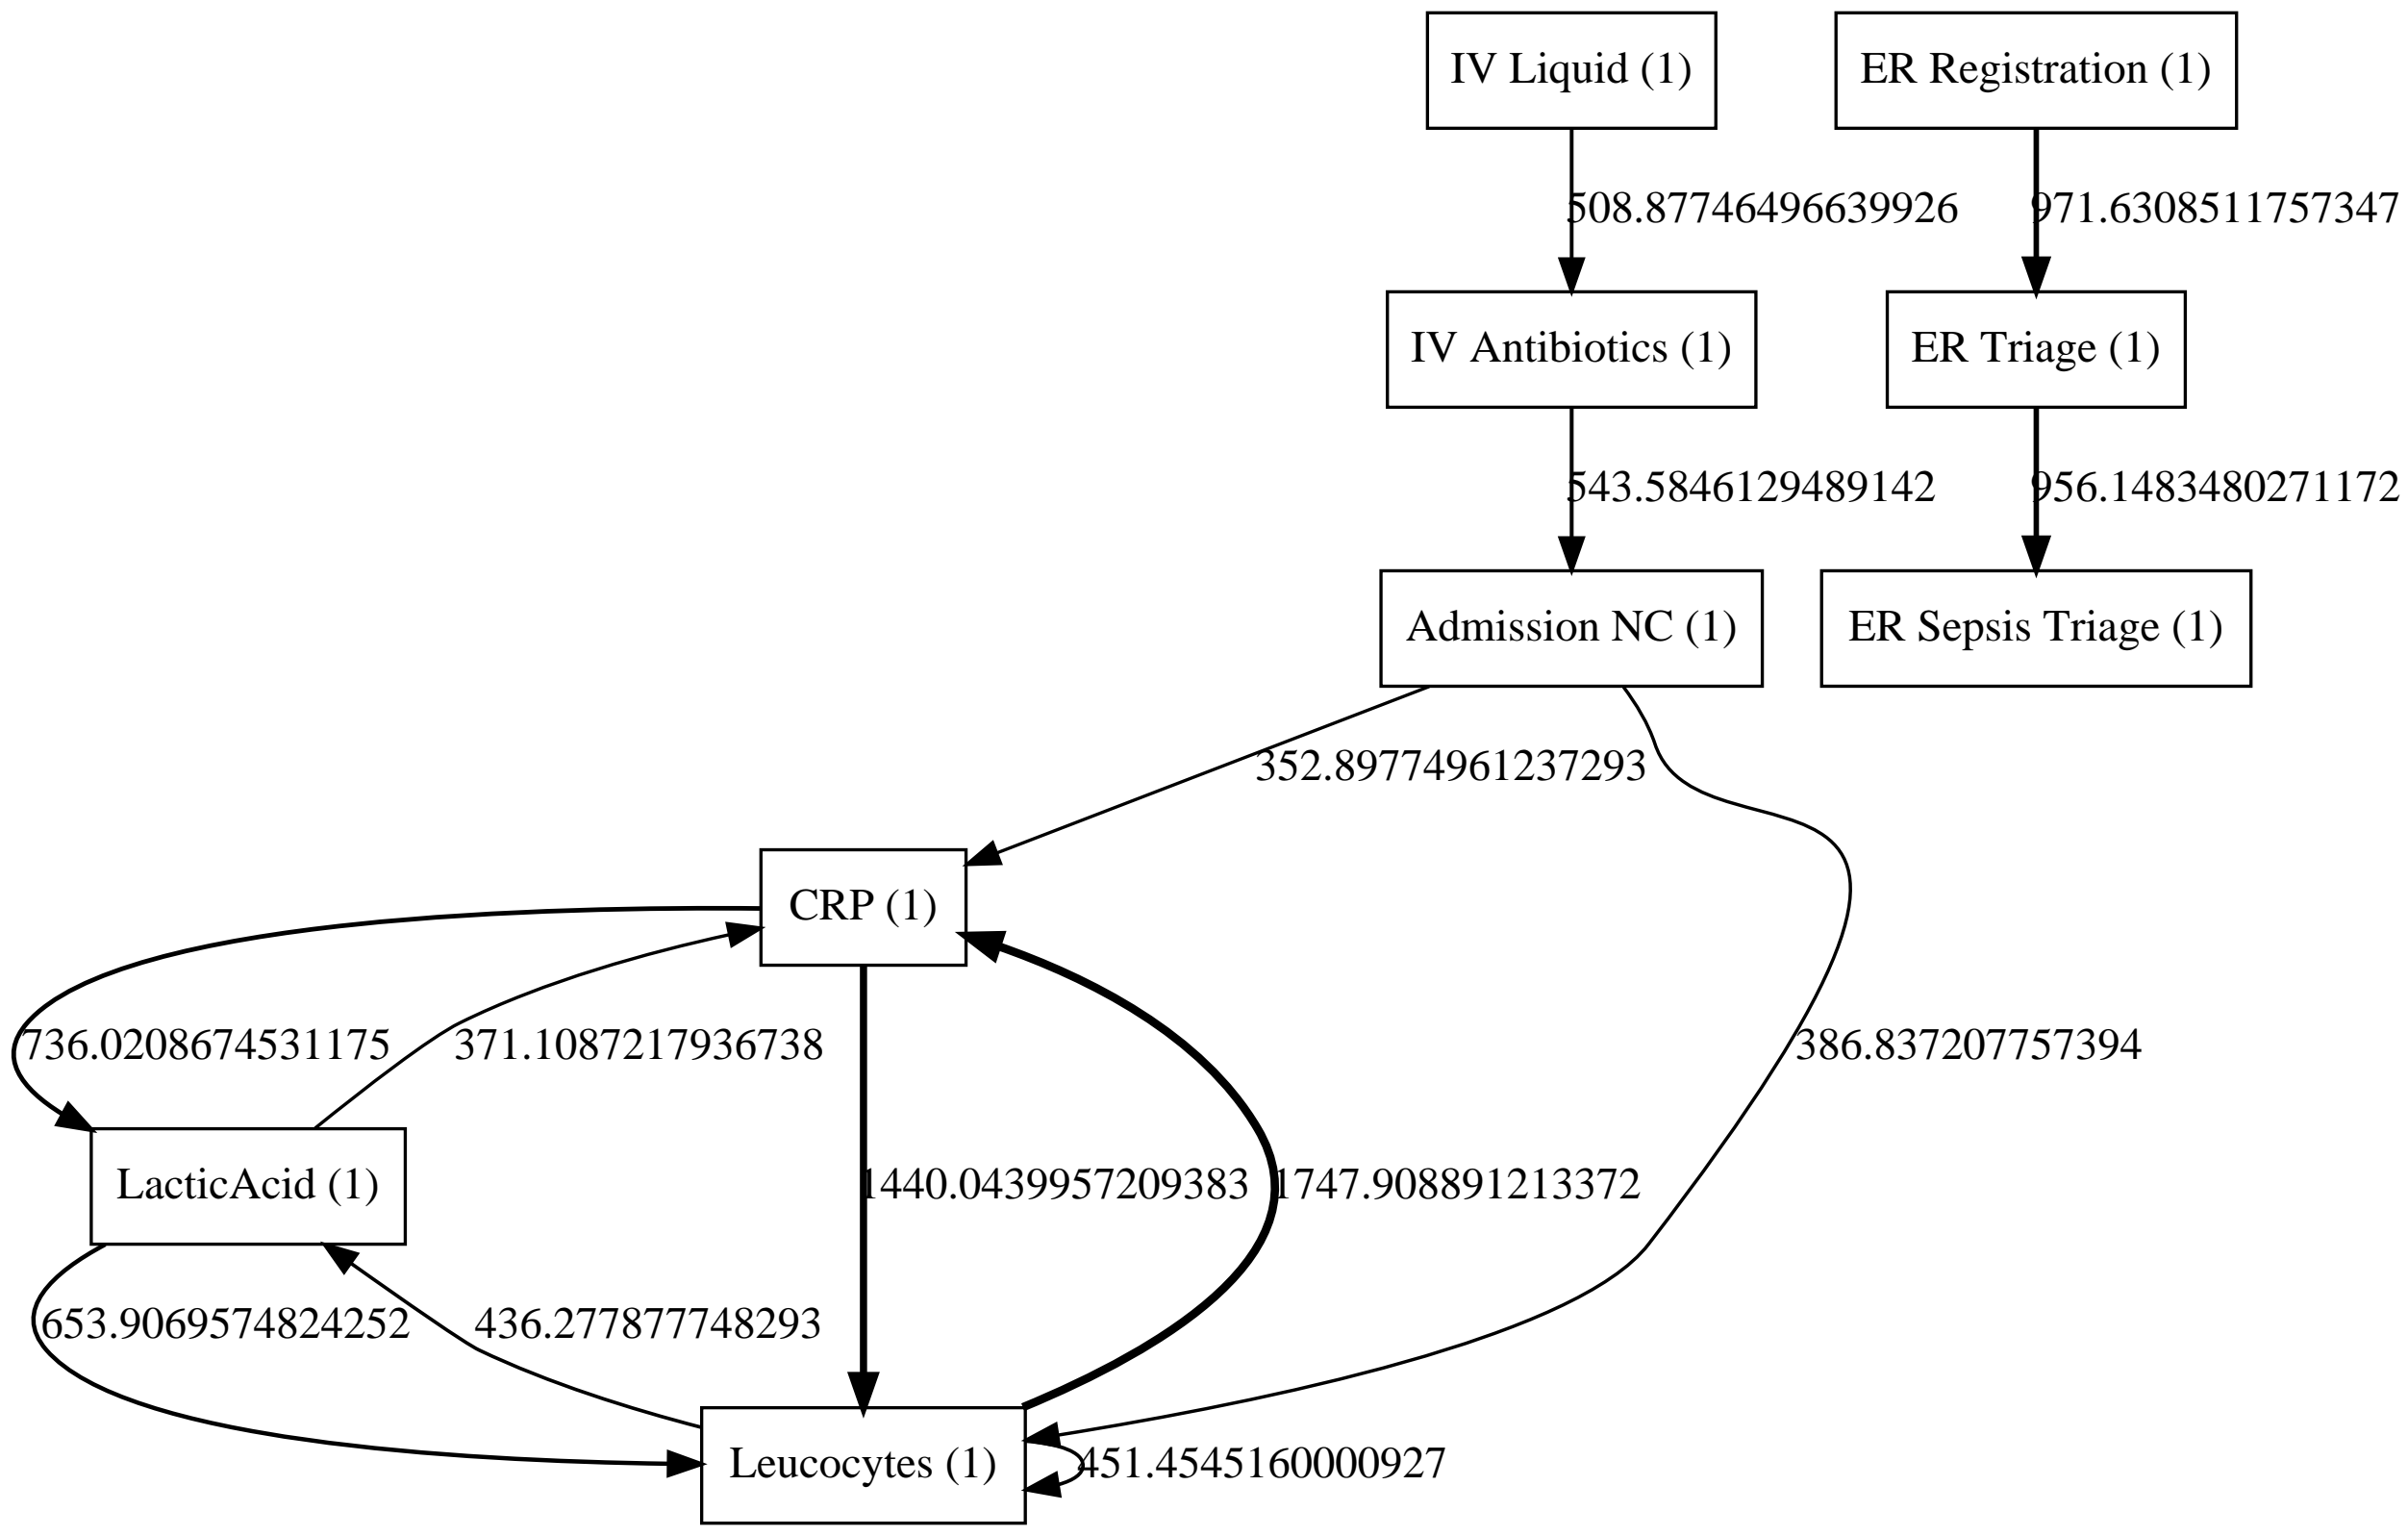 IV Liquid (1)
ER Registration (1)
508.87746496639926
971.6308511757347
IV Antibiotics (1)
ER Triage (1)
543.5846129489142
956.1483480271172
Admission NC (1)
ER Sepsis Triage (1)
352.89774961237293
CRP (1)
736.0208674531175
371.1087217936738
386.837207757394
LacticAcid (1)
1440.0439957209383
1747.908891213372
653.9069574824252
436.277877748293
Leucocytes (1)
451.4545160000927